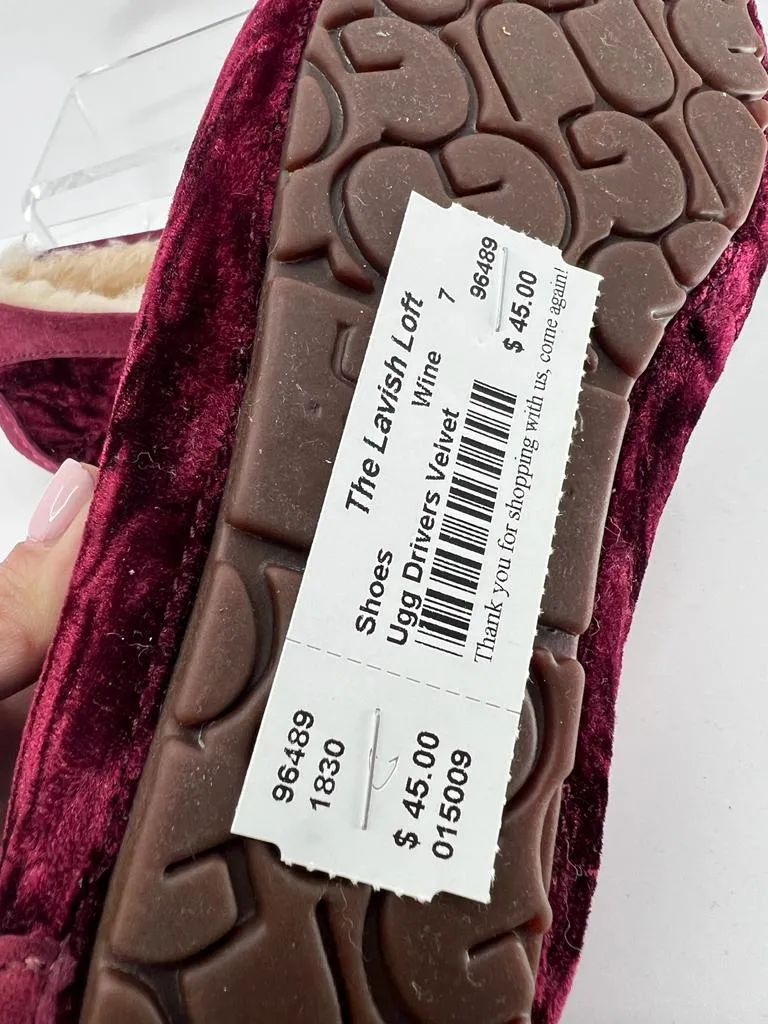 The Lavish Loft
Shoes Wine 7
Ugg Drivers Velvet 96489
$ 45.00
Thank you for shopping with us, come again!
96489
1830
$ 45.00
015009